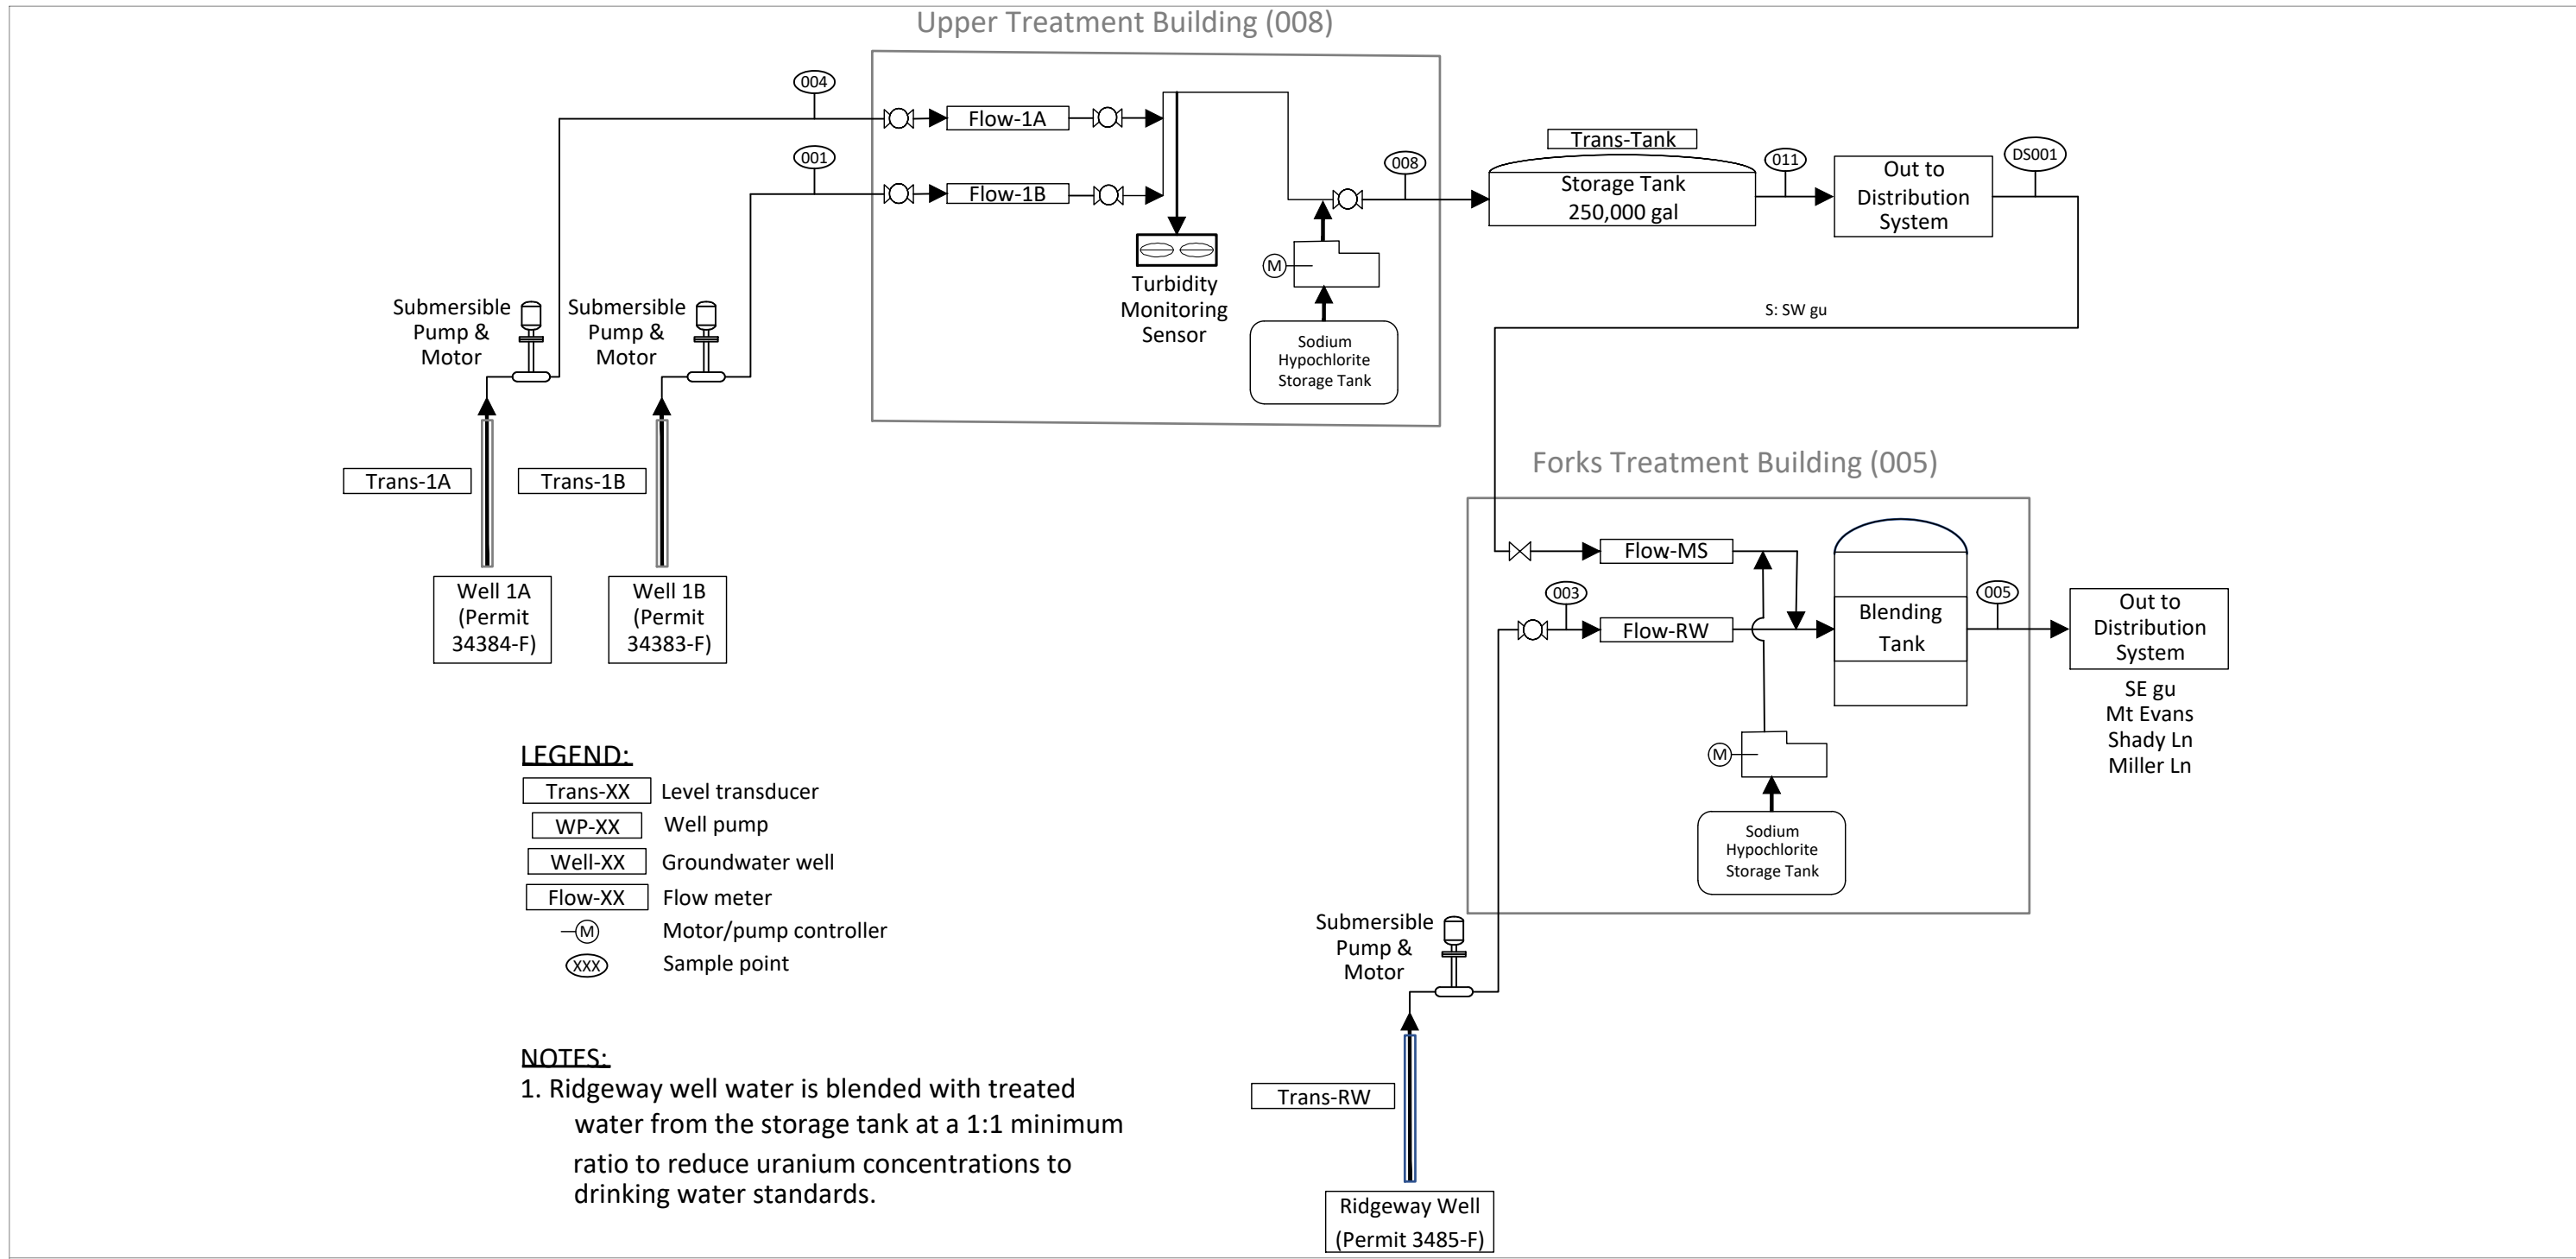 Upper Treatment Building (008)
004
Flow-1A
001
Flow-1B
008
Trans-Tank
Storage Tank
250,000 gal
011
Out to
Distribution
System
DS001
Turbidity
Monitoring
Sensor
M
Sodium
Hypochlorite
Storage Tank
S: SW gu
Submersible
Pump &
Motor
Submersible
Pump &
Motor
Trans-1A
Trans-1B
Well 1A
(Permit
34384-F)
Well 1B
(Permit
34383-F)
Forks Treatment Building (005)
Flow-MS
003
Flow-RW
Blending
Tank
005
Out to
Distribution
System
SE gu
Mt Evans
Shady Ln
Miller Ln
M
Sodium
Hypochlorite
Storage Tank
Submersible
Pump &
Motor
Trans-RW
Ridgeway Well
(Permit 3485-F)
LEGEND:
Trans-XX Level transducer
WP-XX Well pump
Well-XX Groundwater well
Flow-XX Flow meter
M Motor/pump controller
XXX Sample point
NOTES:
1. Ridgeway well water is blended with treated
water from the storage tank at a 1:1 minimum
ratio to reduce uranium concentrations to
drinking water standards.